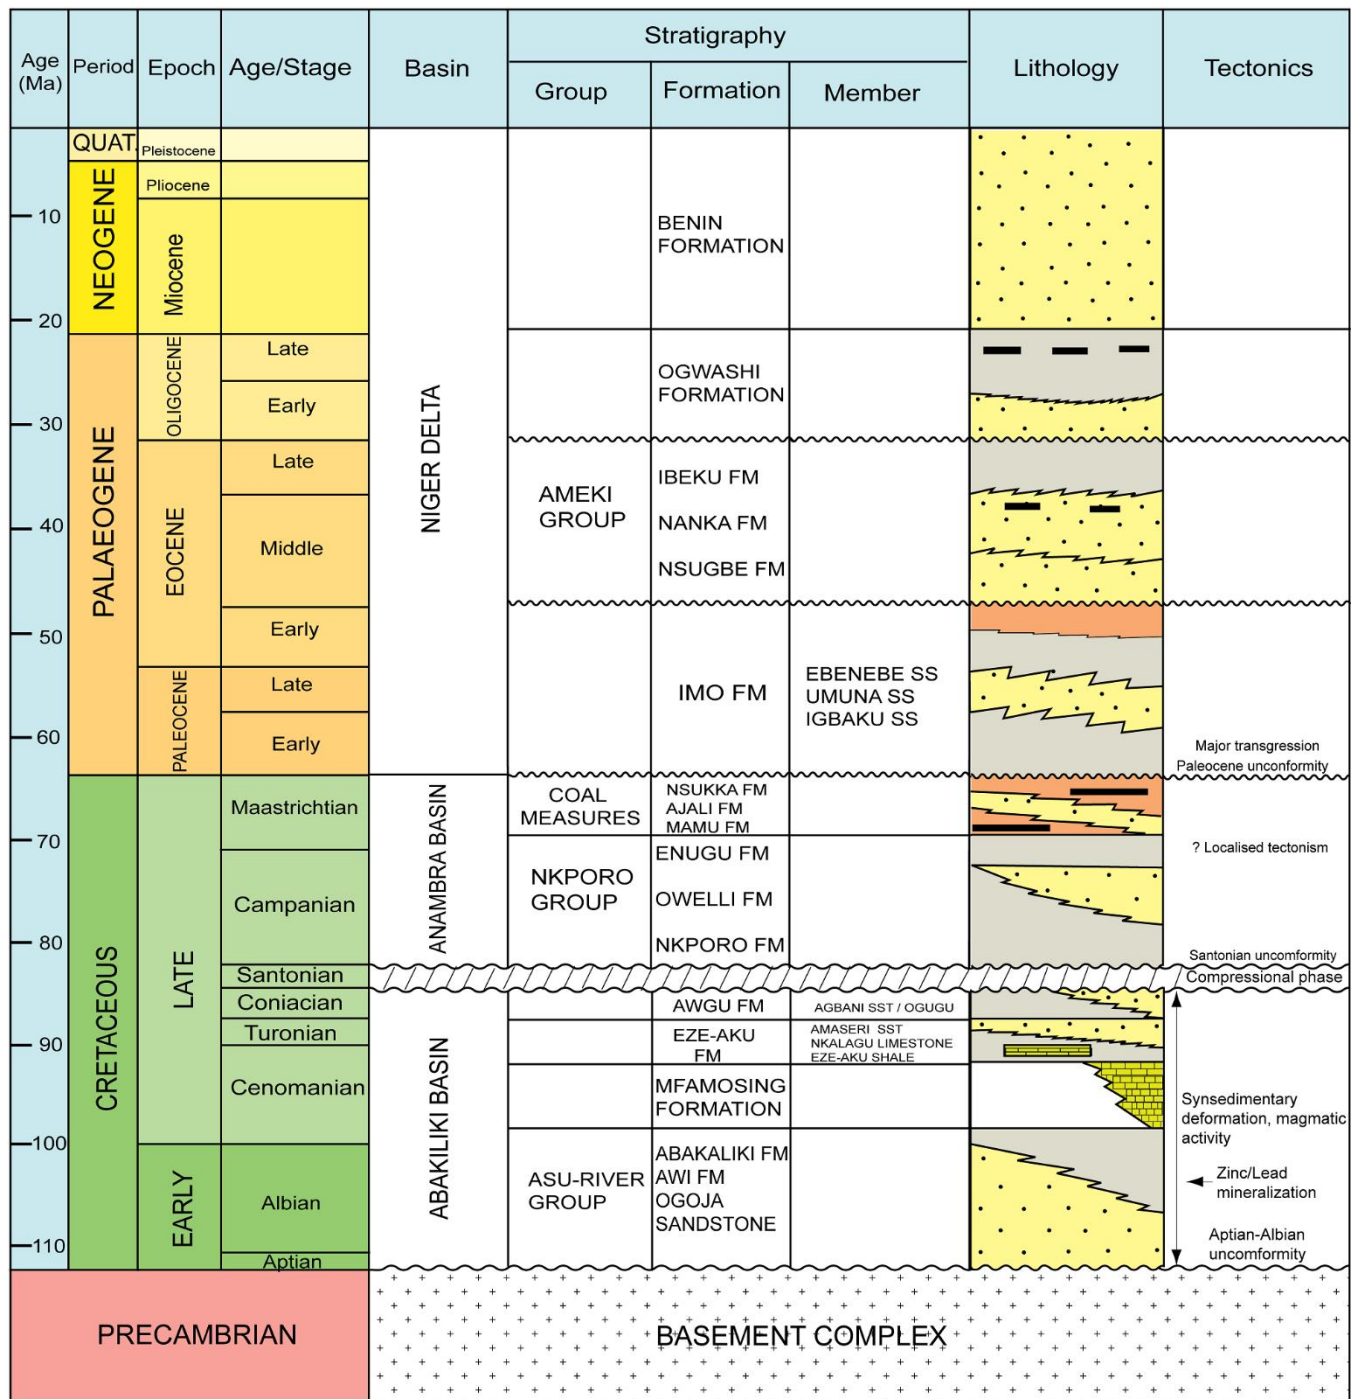 Age
(Ma)
Period
Epoch
Age/Stage
Basin
Stratigraphy
Group
Formation
Member
Lithology
Tectonics
10
20
30
40
50
60
70
80
90
100
110
QUAT.
NEOGENE
PALAEOGENE
CRETACEOUS
Pleistocene
Pliocene
Miocene
OLIGOCENE
EOCENE
PALEOCENE
LATE
EARLY
Late
Early
Late
Middle
Early
Late
Early
Maastrichtian
Campanian
Santonian
Coniacian
Turonian
Cenomanian
Albian
Aptian
NIGER DELTA
ANAMBRA BASIN
ABAKILIKI BASIN
AMEKI
GROUP
COAL
MEASURES
NKPORO
GROUP
ASU-RIVER
GROUP
BENIN
FORMATION
OGWASHI
FORMATION
IBEKU FM
NANKA FM
NSUGBE FM
IMO FM
NSUKKA FM
AJALI FM
MAMU FM
ENUGU FM
OWELLI FM
NKPORO FM
AWGU FM
EZE-AKU
FM
MFAMOSING
FORMATION
ABAKALIKI FM
AWI FM
OGOJA
SANDSTONE
EBENEBE SS
UMUNA SS
IGBAKU SS
AGBANI SST / OGUGU
AMASERI SST
NKALAGU LIMESTONE
EZE-AKU SHALE
Major transgression
Paleocene unconformity
? Localised tectonism
Santonian uncomformity
Compressional phase
Synsedimentary
deformation, magmatic
activity
Zinc/Lead
mineralization
Aptian-Albian
uncomformity
PRECAMBRIAN
BASEMENT COMPLEX